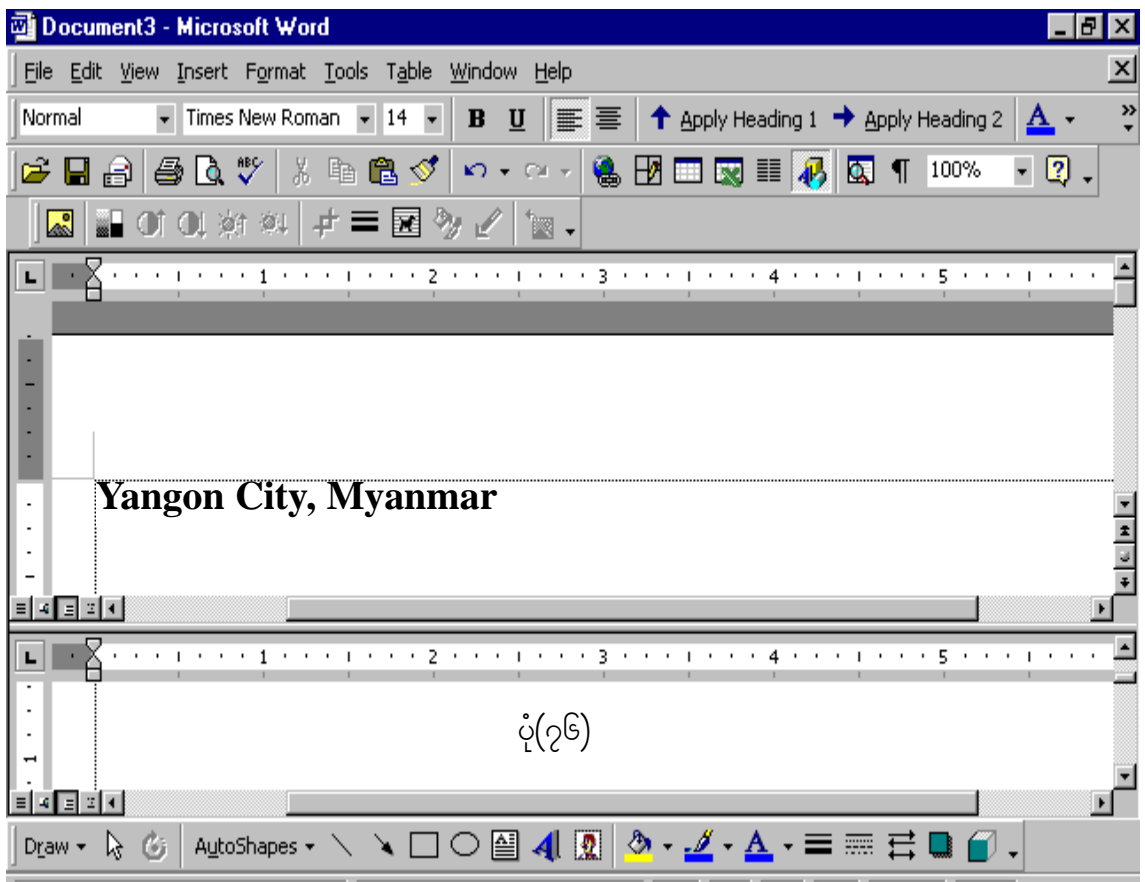 Document3 - Microsoft Word
File Edit View Insert Format Tools Table Window Help
Normal Times New Roman 14 B U Apply Heading 1 Apply Heading 2 A
ABC 100%
1 2 3 4 5
Yangon City, Myanmar
1 2 3 4 5
ပုံ(၇၆)
1
Draw AutoShapes A A